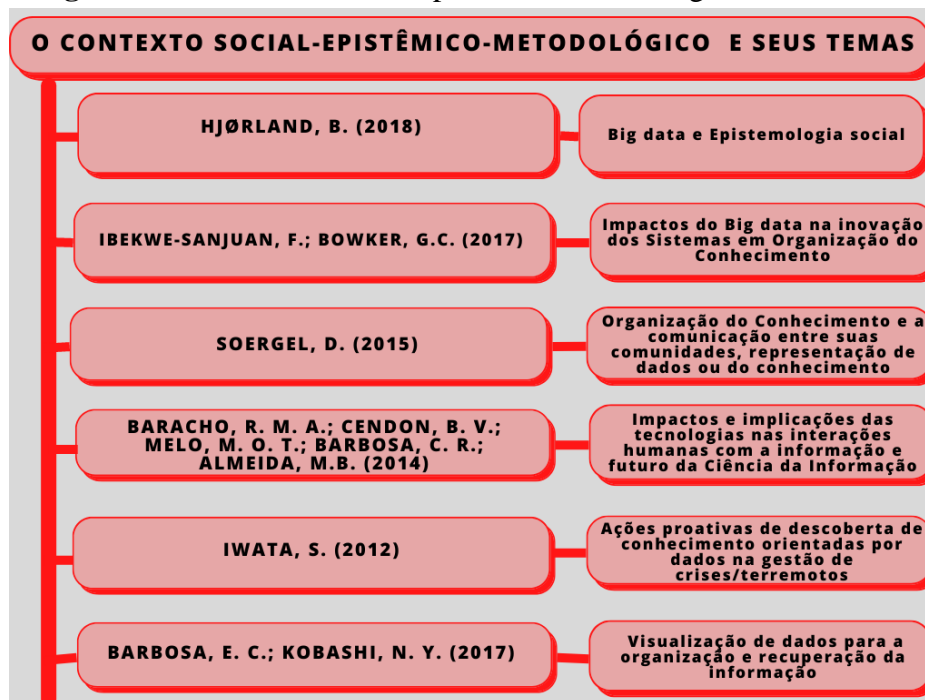 O CONTEXTO SOCIAL-EPISTÊMICO-METODOLÓGICO E SEUS TEMAS
HJØRLAND, B. (2018)
Big data e Epistemologia social
IBEKWE-SANJUAN, F.; BOWKER, G.C. (2017)
Impactos do Big data na inovação
dos Sistemas em Organização do
Conhecimento
SOERGEL, D. (2015)
Organização do Conhecimento e a
comunicação entre suas
comunidades, representação de
dados ou do conhecimento
BARACHO, R. M. A.; CENDON, B. V.;
MELO, M. O. T.; BARBOSA, C. R.;
ALMEIDA, M.B. (2014)
Impactos e implicações das
tecnologias nas interações
humanas com a informação e
futuro da Ciência da Informação
IWATA, S. (2012)
Ações proativas de descoberta de
conhecimento orientadas por
dados na gestão de
crises/terremotos
BARBOSA, E. C.; KOBASHI, N. Y. (2017)
Visualização de dados para a
organização e recuperação da
informação